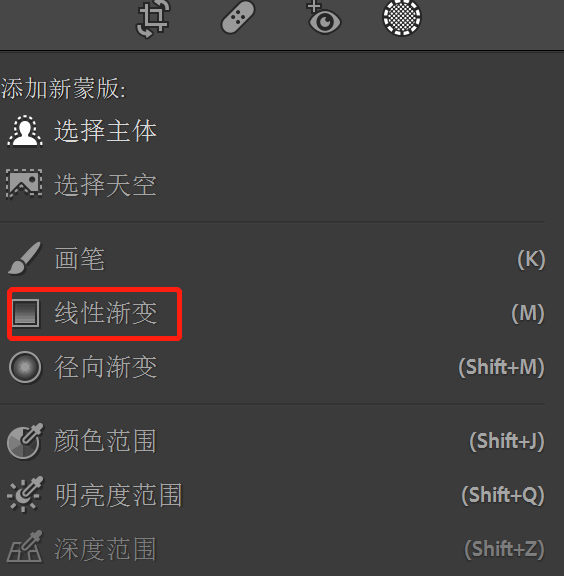 添加新蒙版:
选择主体
选择天空
画笔 (K)
线性渐变 (M)
径向渐变 (Shift+M)
颜色范围 (Shift+J)
明亮度范围 (Shift+Q)
深度范围 (Shift+Z)